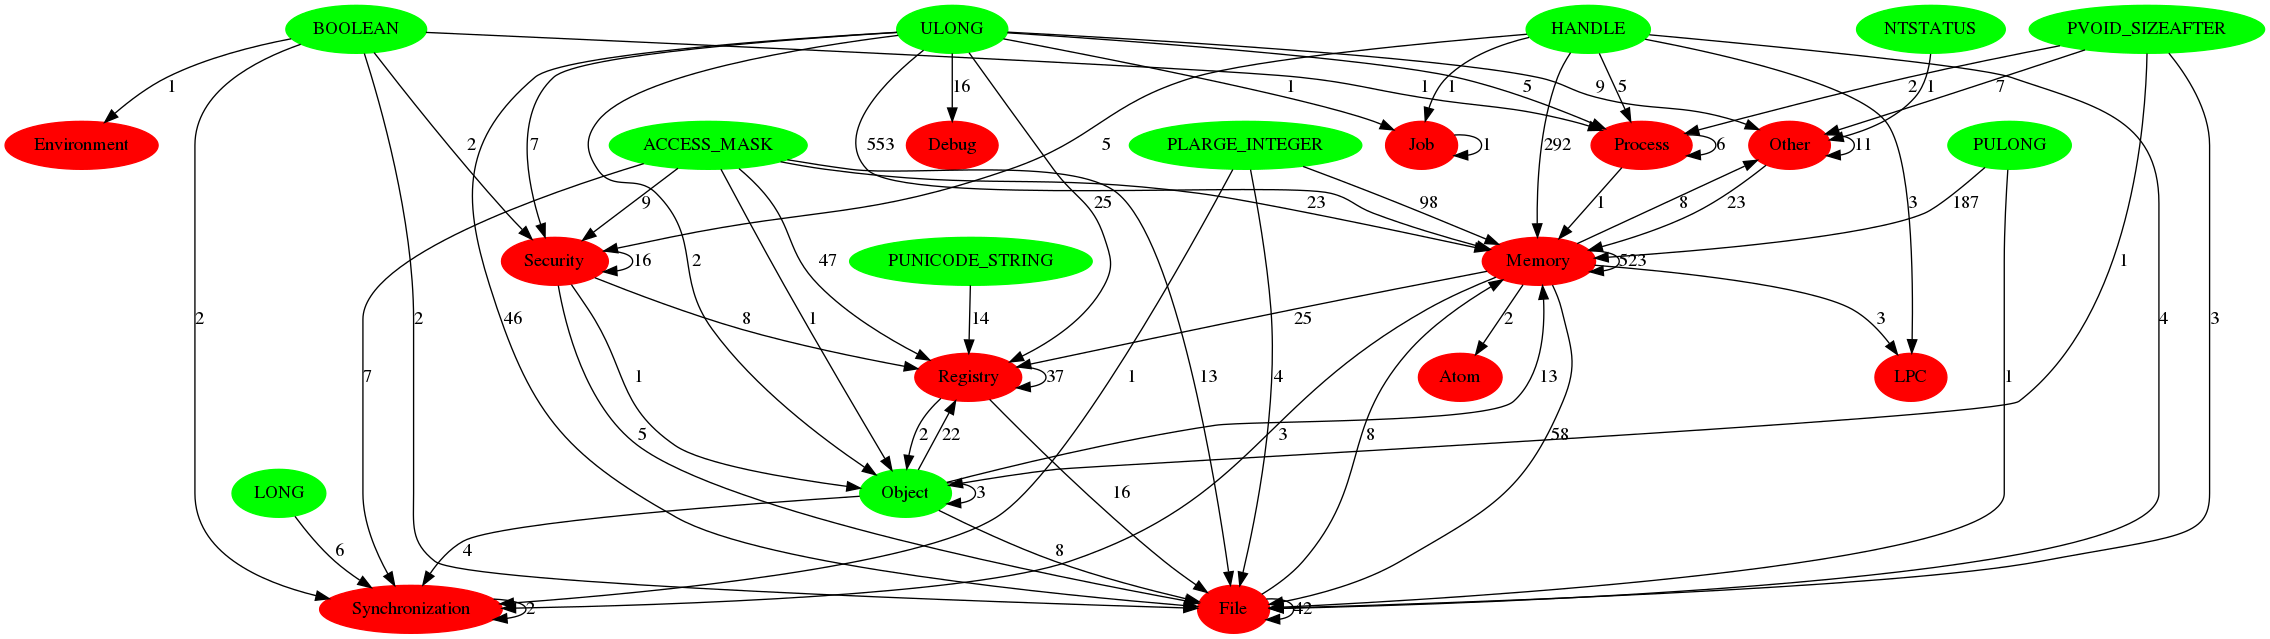 BOOLEAN ULONG HANDLE NTSTATUS PVOID_SIZEAFTER
1 16 1 1 1 292 5 5 9 2 1 7
Environment 2 7 ACCESS_MASK 553 Debug 5 PLARGE_INTEGER Job 1 Process 6 Other 11 PULONG
9 25 23 98 1 8 23 3 187
Security 16 2 47 PUNICODE_STRING Memory 523 1
2 2 46 8 1 14 25 2 3 4 3
7 1 13 4 1 13 Registry 37 Atom LPC 1
5 2 22 3 8 58
LONG Object 3 16
6 4 8
Synchronization 2 File 42